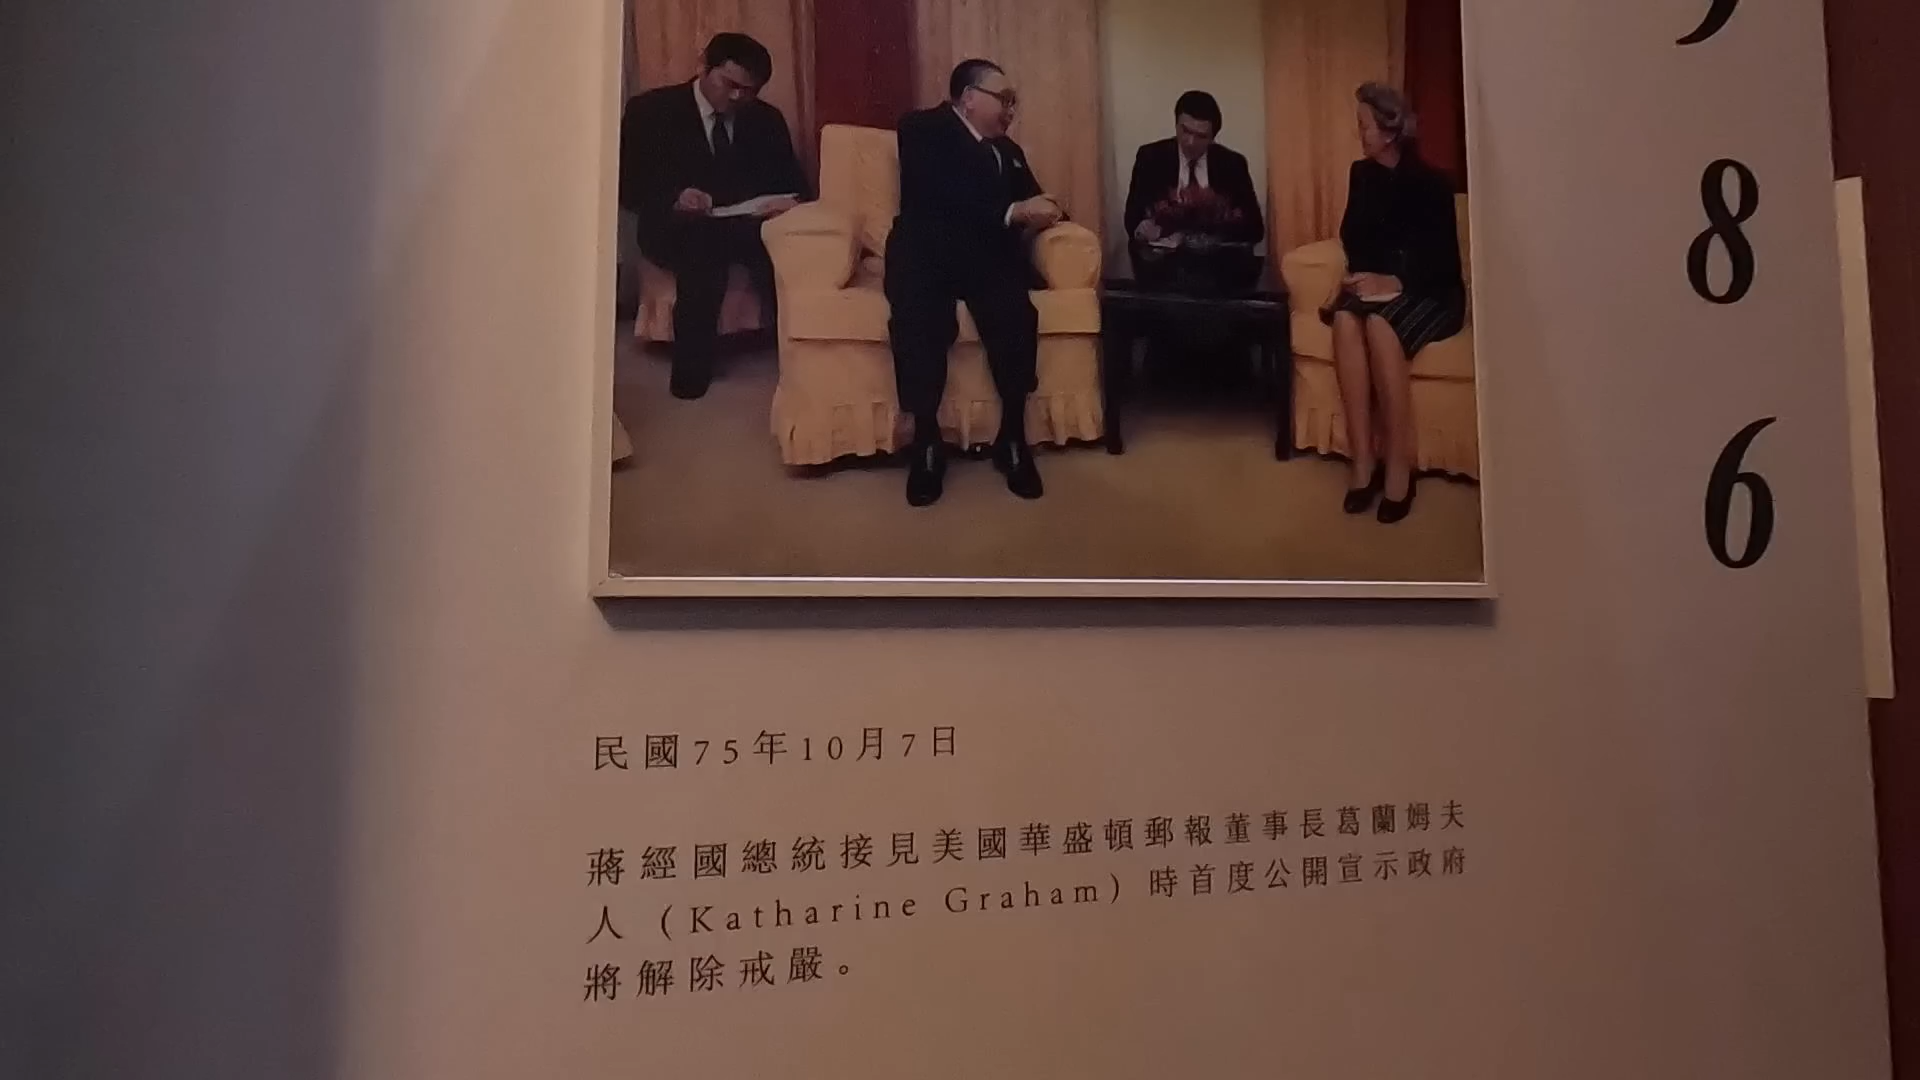 986
民國75年10月7日
蔣經國總統接見美國華盛頓郵報董事長葛蘭姆夫
人（Katharine Graham）時首度公開宣示政府
將解除戒嚴。